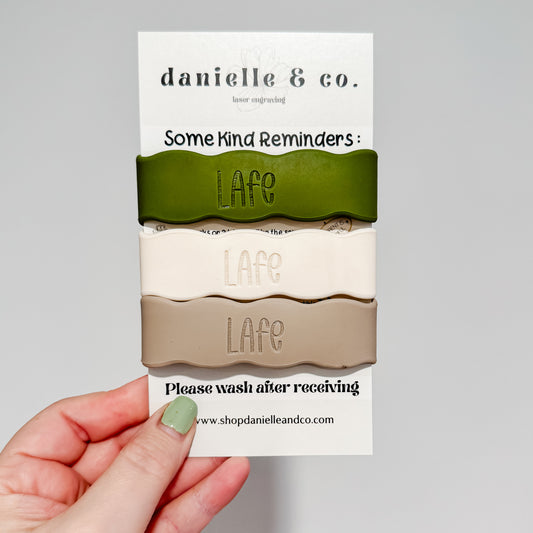 danielle & co.
laser engraving
Some Kind Reminders:
LAfe
LAfe
LAfe
Please wash after receiving
www.shopdanielleandco.com